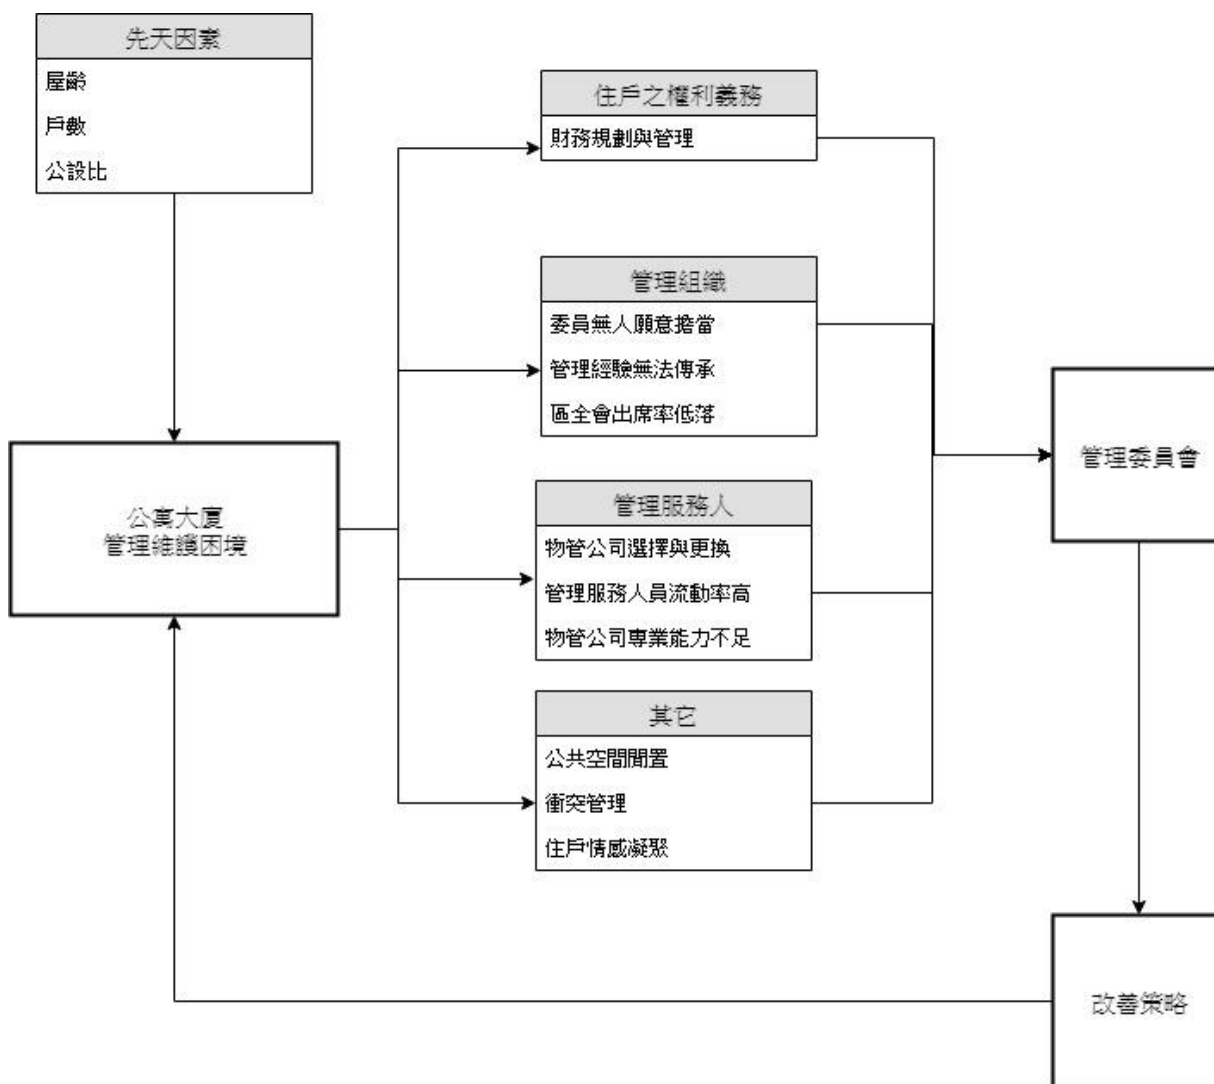 先天因素
屋齡
戶數
公設比
公寓大廈
管理維護困境
住戶之權利義務
財務規劃與管理
管理組織
委員無人願意擔當
管理經驗無法傳承
區全會出席率低落
管理服務人
物管公司選擇與更換
管理服務人員流動率高
物管公司專業能力不足
其它
公共空間閒置
衝突管理
住戶情感凝聚
管理委員會
改善策略